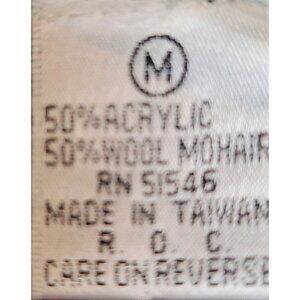 M
50% ACRYLIC
50% WOOL MOHAIR
RN 51546
MADE IN TAIWAN
R. O. C.
CARE ON REVERSE